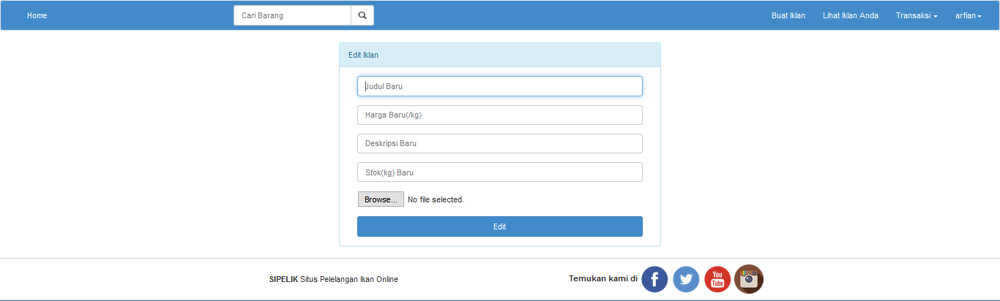 Home
Cari Barang
Buat Iklan
Lihat Iklan Anda
Transaksi
arfian
Edit Iklan
Judul Baru
Harga Baru(/kg)
Deskripsi Baru
Stok(kg) Baru
Browse... No file selected.
Edit
SIPELIK Situs Pelelangan Ikan Online
Temukan kami di
You
Tube